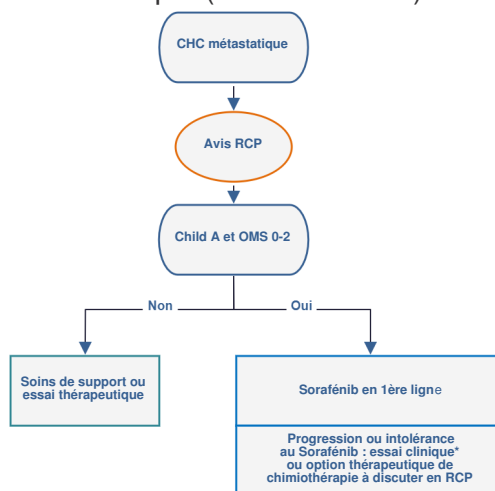 CHC métastatique
Avis RCP
Child A et OMS 0-2
Non
Oui
Soins de support ou
essai thérapeutique
Sorafénib en 1ère ligne
Progression ou intolérance
au Sorafénib : essai clinique*
ou option thérapeutique de
chimiothérapie à discuter en RCP